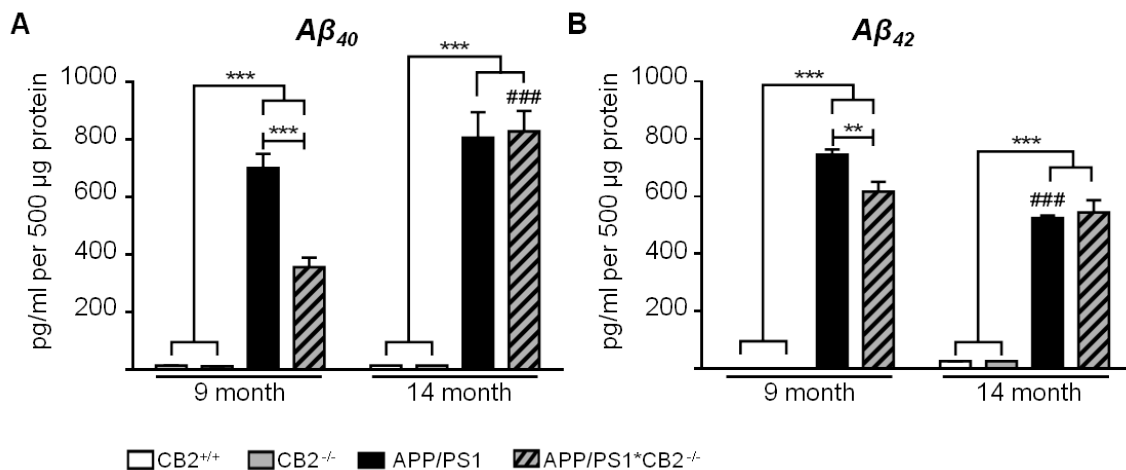 A
Aβ40
***
***
***
###
pg/ml per 500 µg protein
1000
800
600
400
200
9 month
14 month
B
Aβ42
***
**
***
###
pg/ml per 500 µg protein
1000
800
600
400
200
9 month
14 month
CB2+/+ CB2-/- APP/PS1 APP/PS1*CB2-/-